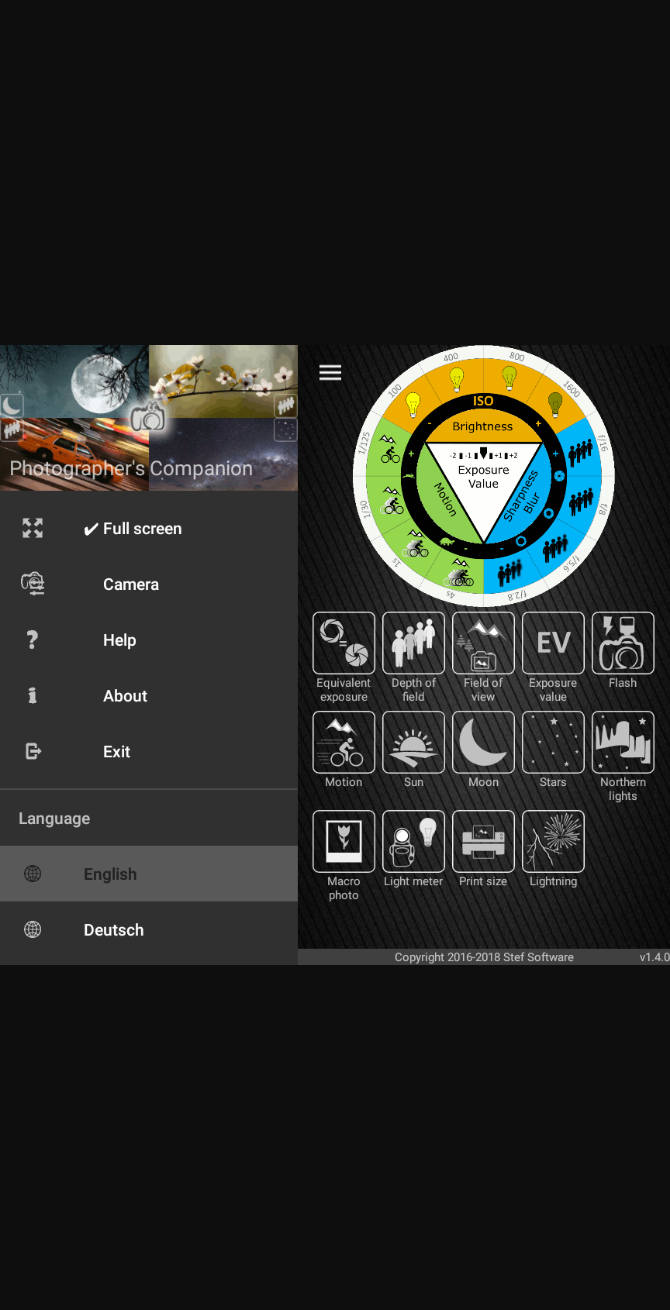 Photographer's Companion
✔ Full screen
Camera
Help
About
Exit
Language
English
Deutsch
400
800
100
1600
ISO
-
+
Brightness
1/125
f/16
+
+
-2 -1 +1 +2
Exposure
Value
Motion
Sharpness
Blur
1/30
f/8
-
-
1s
f/5.6
4s
f/2.8
Equivalent
exposure
Depth of
field
Field of
view
EV
Exposure
value
Flash
Motion
Sun
Moon
Stars
Northern
lights
Macro
photo
Light meter
Print size
Lightning
Copyright 2016-2018 Stef Software
v1.4.0